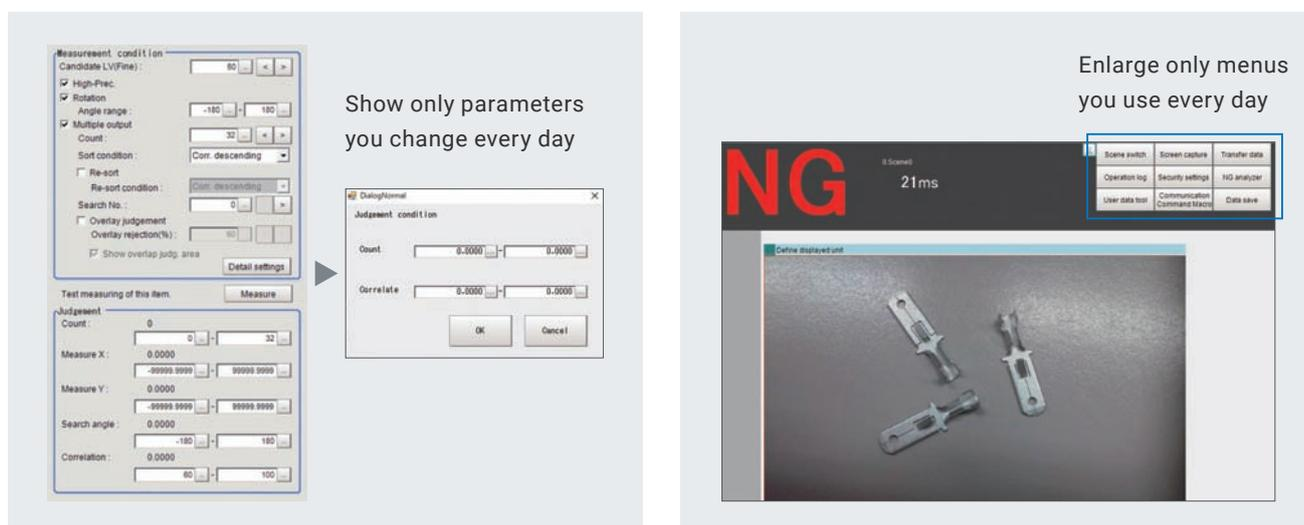 Measurement condition
Candidate LV(Fine) : 60 ... < >
High-Prec.
Rotation
Angle range : -180 ... - 180 ...
Multiple output
Count : 32 ... < >
Sort condition : Corr. descending
Re-sort
Re-sort condition : Corr. descending
Search No. : 0 ... >
Overlay judgement
Overlay rejection(%) : 60 ...
Show overlap judg. area
Detail settings
Test measuring of this item. Measure
Judgement
Count : 0
0 ... - 32 ...
Measure X : 0.0000
-99999.9999 ... - 99999.9999 ...
Measure Y : 0.0000
-99999.9999 ... - 99999.9999 ...
Search angle : 0.0000
-180 ... - 180 ...
Correlation : 0.0000
60 ... - 100 ...
Show only parameters
you change every day
DialogNormal ×
Judgement condition
Count 0.0000 ... - 0.0000 ...
Correlate 0.0000 ... - 0.0000 ...
OK Cancel
Enlarge only menus
you use every day
NG
0.Scene0
21ms
Scene switch Screen capture Transfer data
Operation log Security settings NG analyzer
User data tool Communication Command Macro Data save
Define displayed unit